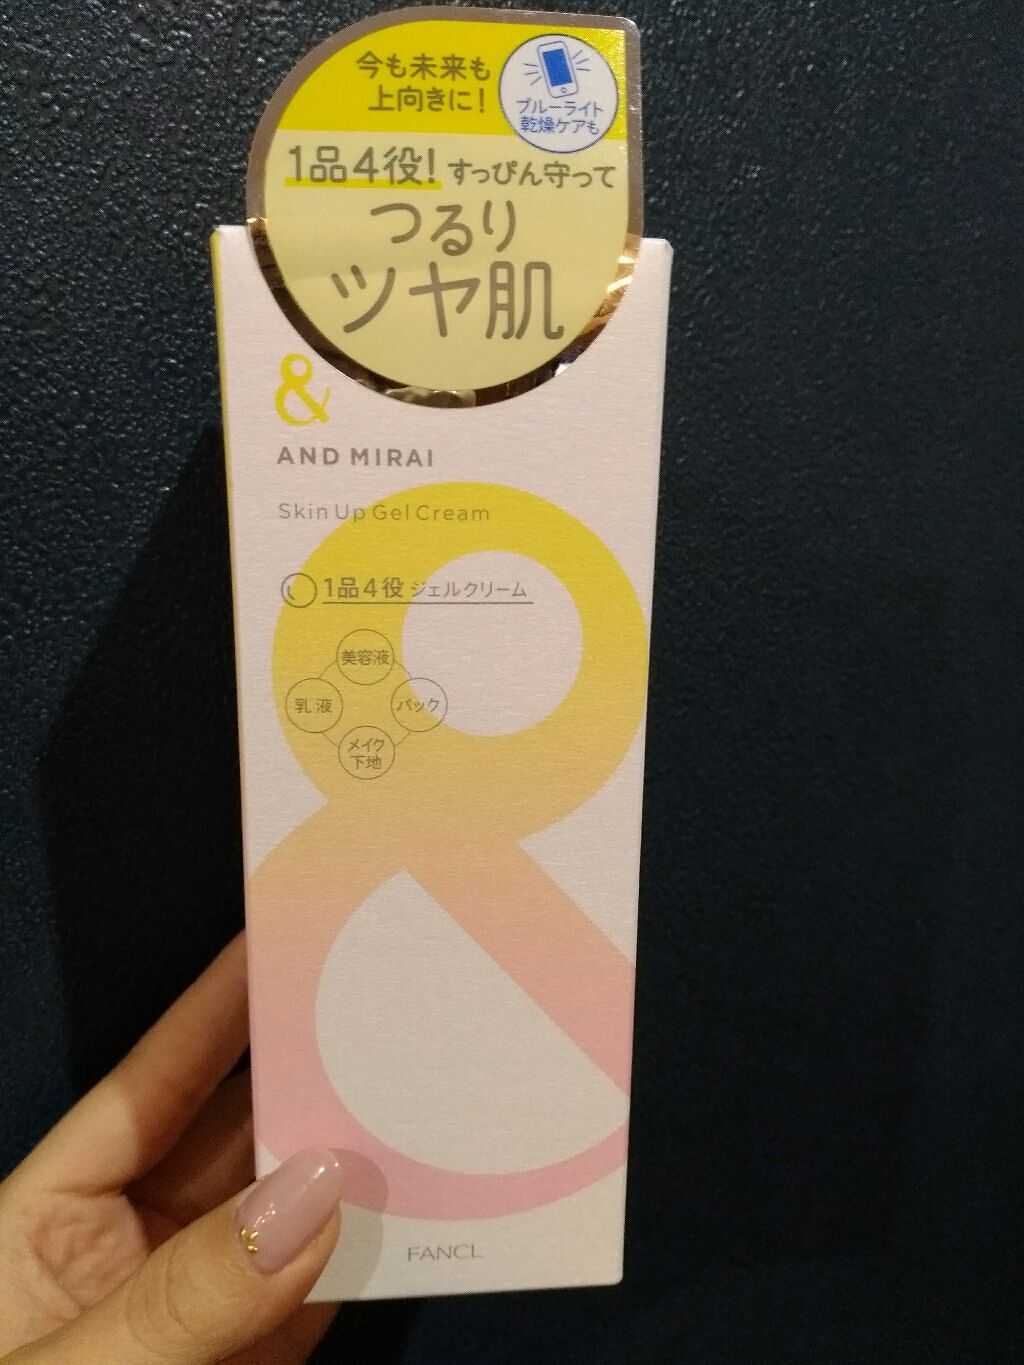 今も未来も
上向きに!
ブルーライト
乾燥ケアも
1品4役! すっぴん守って
つるり
ツヤ肌
&
AND MIRAI
Skin Up Gel Cream
1品4役 ジェルクリーム
美容液
乳液 パック
メイク
下地
FANCL